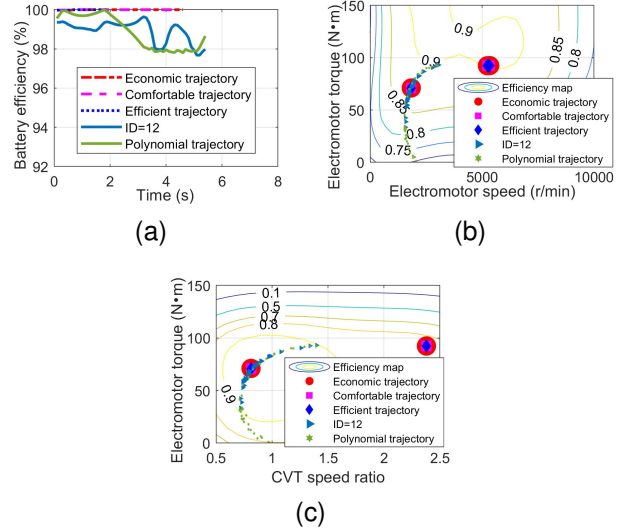 100
98
96
94
92
Battery efficiency (%)
Economic trajectory
Comfortable trajectory
Efficient trajectory
ID=12
Polynomial trajectory
0 2 4 6 8
Time (s)
(a)
150
100
50
0
Electromotor torque (N•m)
0.9
0.85
0.8
0.9
0.85
0.8
0.75
Efficiency map
Economic trajectory
Comfortable trajectory
Efficient trajectory
ID=12
Polynomial trajectory
0 5000 10000
Electromotor speed (r/min)
(b)
150
100
50
0
Electromotor torque (N•m)
0.1
0.5
0.7
0.8
0.9
Efficiency map
Economic trajectory
Comfortable trajectory
Efficient trajectory
ID=12
Polynomial trajectory
0.5 1 1.5 2 2.5
CVT speed ratio
(c)